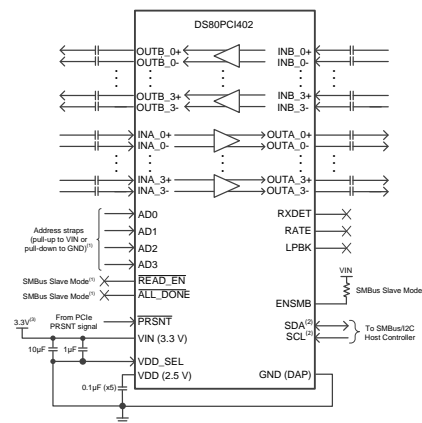 DS80PCI402
OUTB_0+ INB_0+
OUTB_0- INB_0-
OUTB_3+ INB_3+
OUTB_3- INB_3-
INA_0+ OUTA_0+
INA_0- OUTA_0-
INA_3+ OUTA_3+
INA_3- OUTA_3-
Address straps
(pull-up to VIN or
pull-down to GND)(1)
AD0
AD1
AD2
AD3
RXDET
RATE
LPBK
SMBus Slave Mode(1) READ_EN
SMBus Slave Mode(1) ALL_DONE
VIN
SMBus Slave Mode
ENSMB
From PCIe
PRSNT signal
PRSNT
SDA(2)
SCL(2)
To SMBus/I2C
Host Controller
3.3V(3)
VIN (3.3 V)
10µF 1µF
VDD_SEL
VDD (2.5 V)
0.1µF (x5)
GND (DAP)